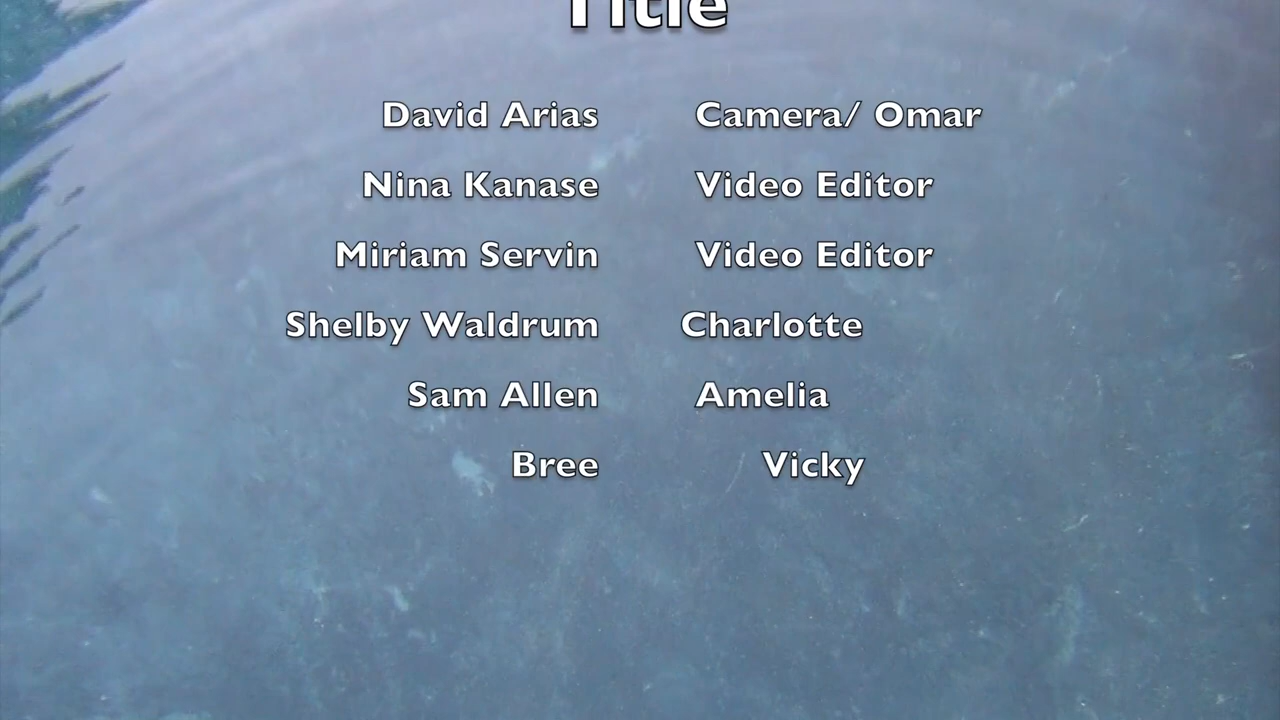 Title
David Arias Camera/ Omar
Nina Kanase Video Editor
Miriam Servin Video Editor
Shelby Waldrum Charlotte
Sam Allen Amelia
Bree Vicky